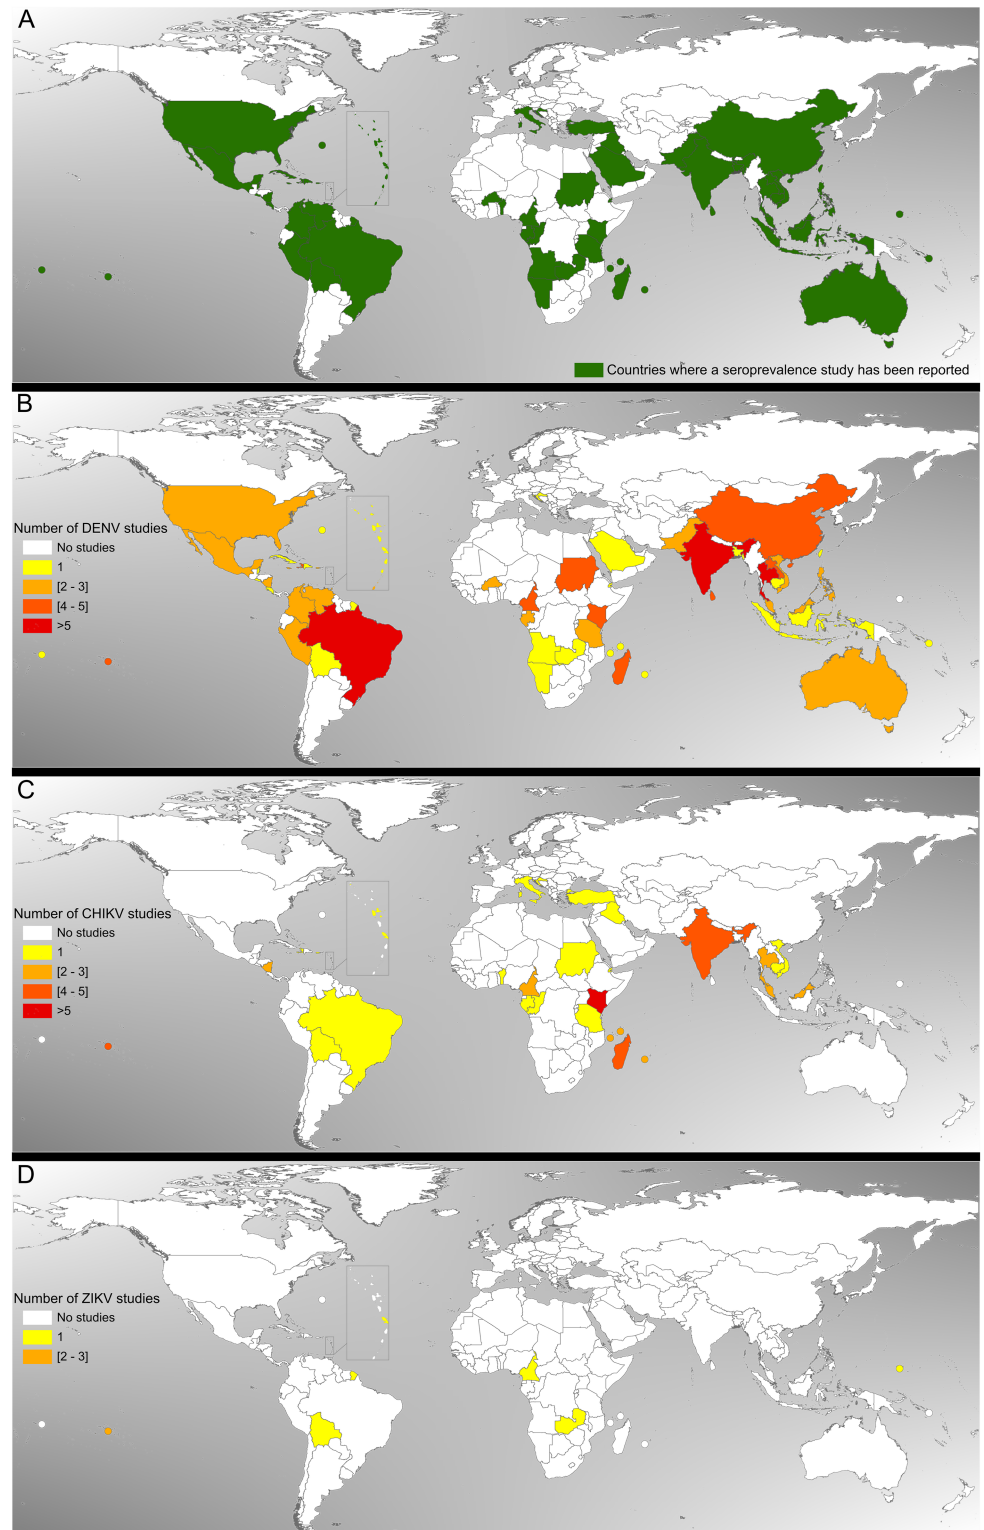 A
Countries where a seroprevalence study has been reported
B
Number of DENV studies
No studies
1
[2 - 3]
[4 - 5]
>5
C
Number of CHIKV studies
No studies
1
[2 - 3]
[4 - 5]
>5
D
Number of ZIKV studies
No studies
1
[2 - 3]